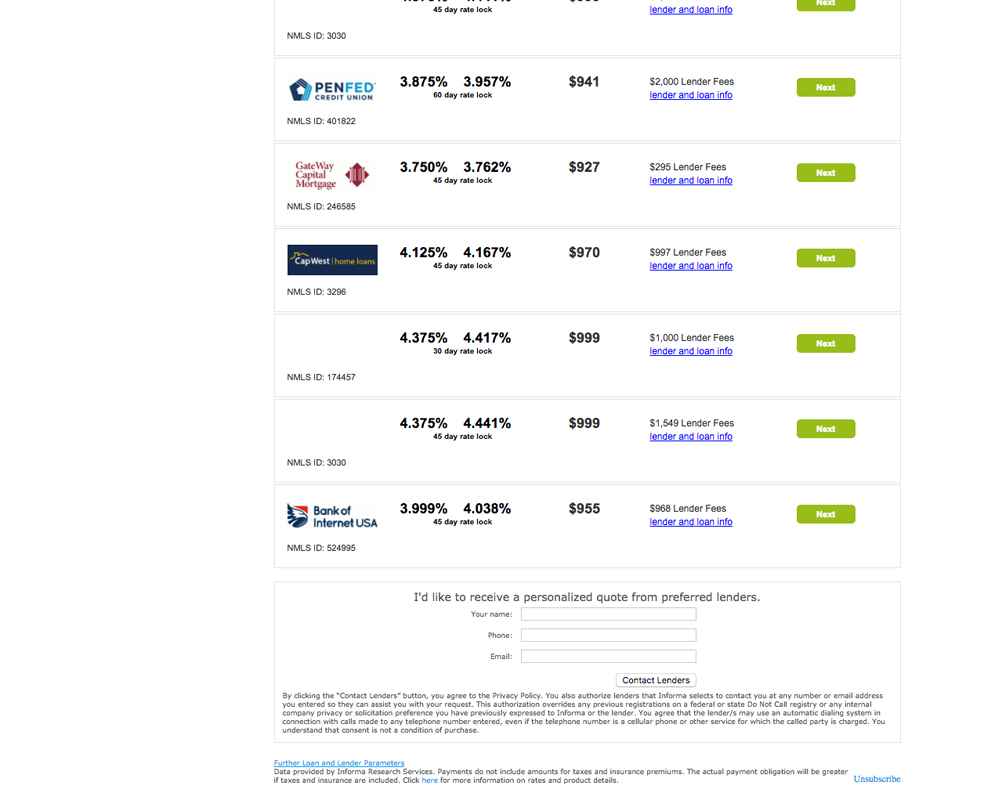 45 day rate lock
lender and loan info
Next
NMLS ID: 3030
PENFED
CREDIT UNION
3.875% 3.957%
60 day rate lock
$941
$2,000 Lender Fees
lender and loan info
Next
NMLS ID: 401822
GateWay
Capital
Mortgage
3.750% 3.762%
45 day rate lock
$927
$295 Lender Fees
lender and loan info
Next
NMLS ID: 246585
CapWest | home loans
4.125% 4.167%
45 day rate lock
$970
$997 Lender Fees
lender and loan info
Next
NMLS ID: 3296
4.375% 4.417%
30 day rate lock
$999
$1,000 Lender Fees
lender and loan info
Next
NMLS ID: 174457
4.375% 4.441%
45 day rate lock
$999
$1,549 Lender Fees
lender and loan info
Next
NMLS ID: 3030
Bank of
Internet USA
3.999% 4.038%
45 day rate lock
$955
$968 Lender Fees
lender and loan info
Next
NMLS ID: 524995
I'd like to receive a personalized quote from preferred lenders.
Your name:
Phone:
Email:
Contact Lenders
By clicking the "Contact Lenders" button, you agree to the Privacy Policy. You also authorize lenders that Informa selects to contact you at any number or email address
you entered so they can assist you with your request. This authorization overrides any previous registrations on a federal or state Do Not Call registry or any internal
company privacy or solicitation preference you have previously expressed to Informa or the lender. You agree that the lender/s may use an automatic dialing system in
connection with calls made to any telephone number entered, even if the telephone number is a cellular phone or other service for which the called party is charged. You
understand that consent is not a condition of purchase.
Further Loan and Lender Parameters
Data provided by Informa Research Services. Payments do not include amounts for taxes and insurance premiums. The actual payment obligation will be greater
if taxes and insurance are included. Click here for more information on rates and product details.
Unsubscribe